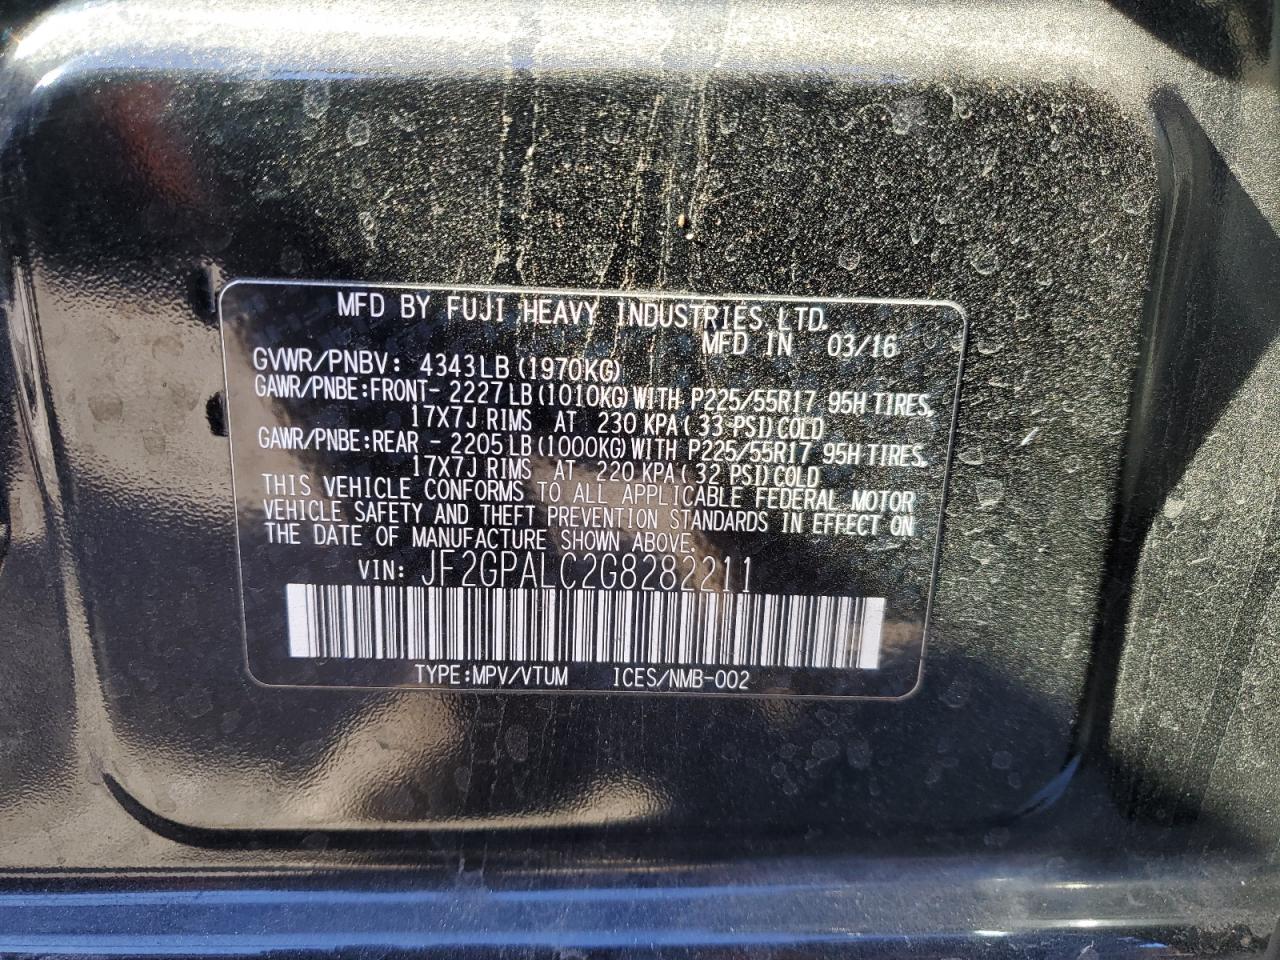 MFD BY FUJI HEAVY INDUSTRIES LTD.
MFD IN 03/16
GVWR/PNBV: 4343LB (1970KG)
GAWR/PNBE:FRONT- 2227LB (1010KG) WITH P225/55R17 95H TIRES,
17X7J RIMS AT 230 KPA (33 PSI) COLD
GAWR/PNBE:REAR - 2205LB (1000KG) WITH P225/55R17 95H TIRES,
17X7J RIMS AT 220 KPA (32 PSI) COLD
THIS VEHICLE CONFORMS TO ALL APPLICABLE FEDERAL MOTOR
VEHICLE SAFETY AND THEFT PREVENTION STANDARDS IN EFFECT ON
THE DATE OF MANUFACTURE SHOWN ABOVE.
VIN: JF2GPALC2G8282211
TYPE:MPV/VTUM ICES/NMB-002